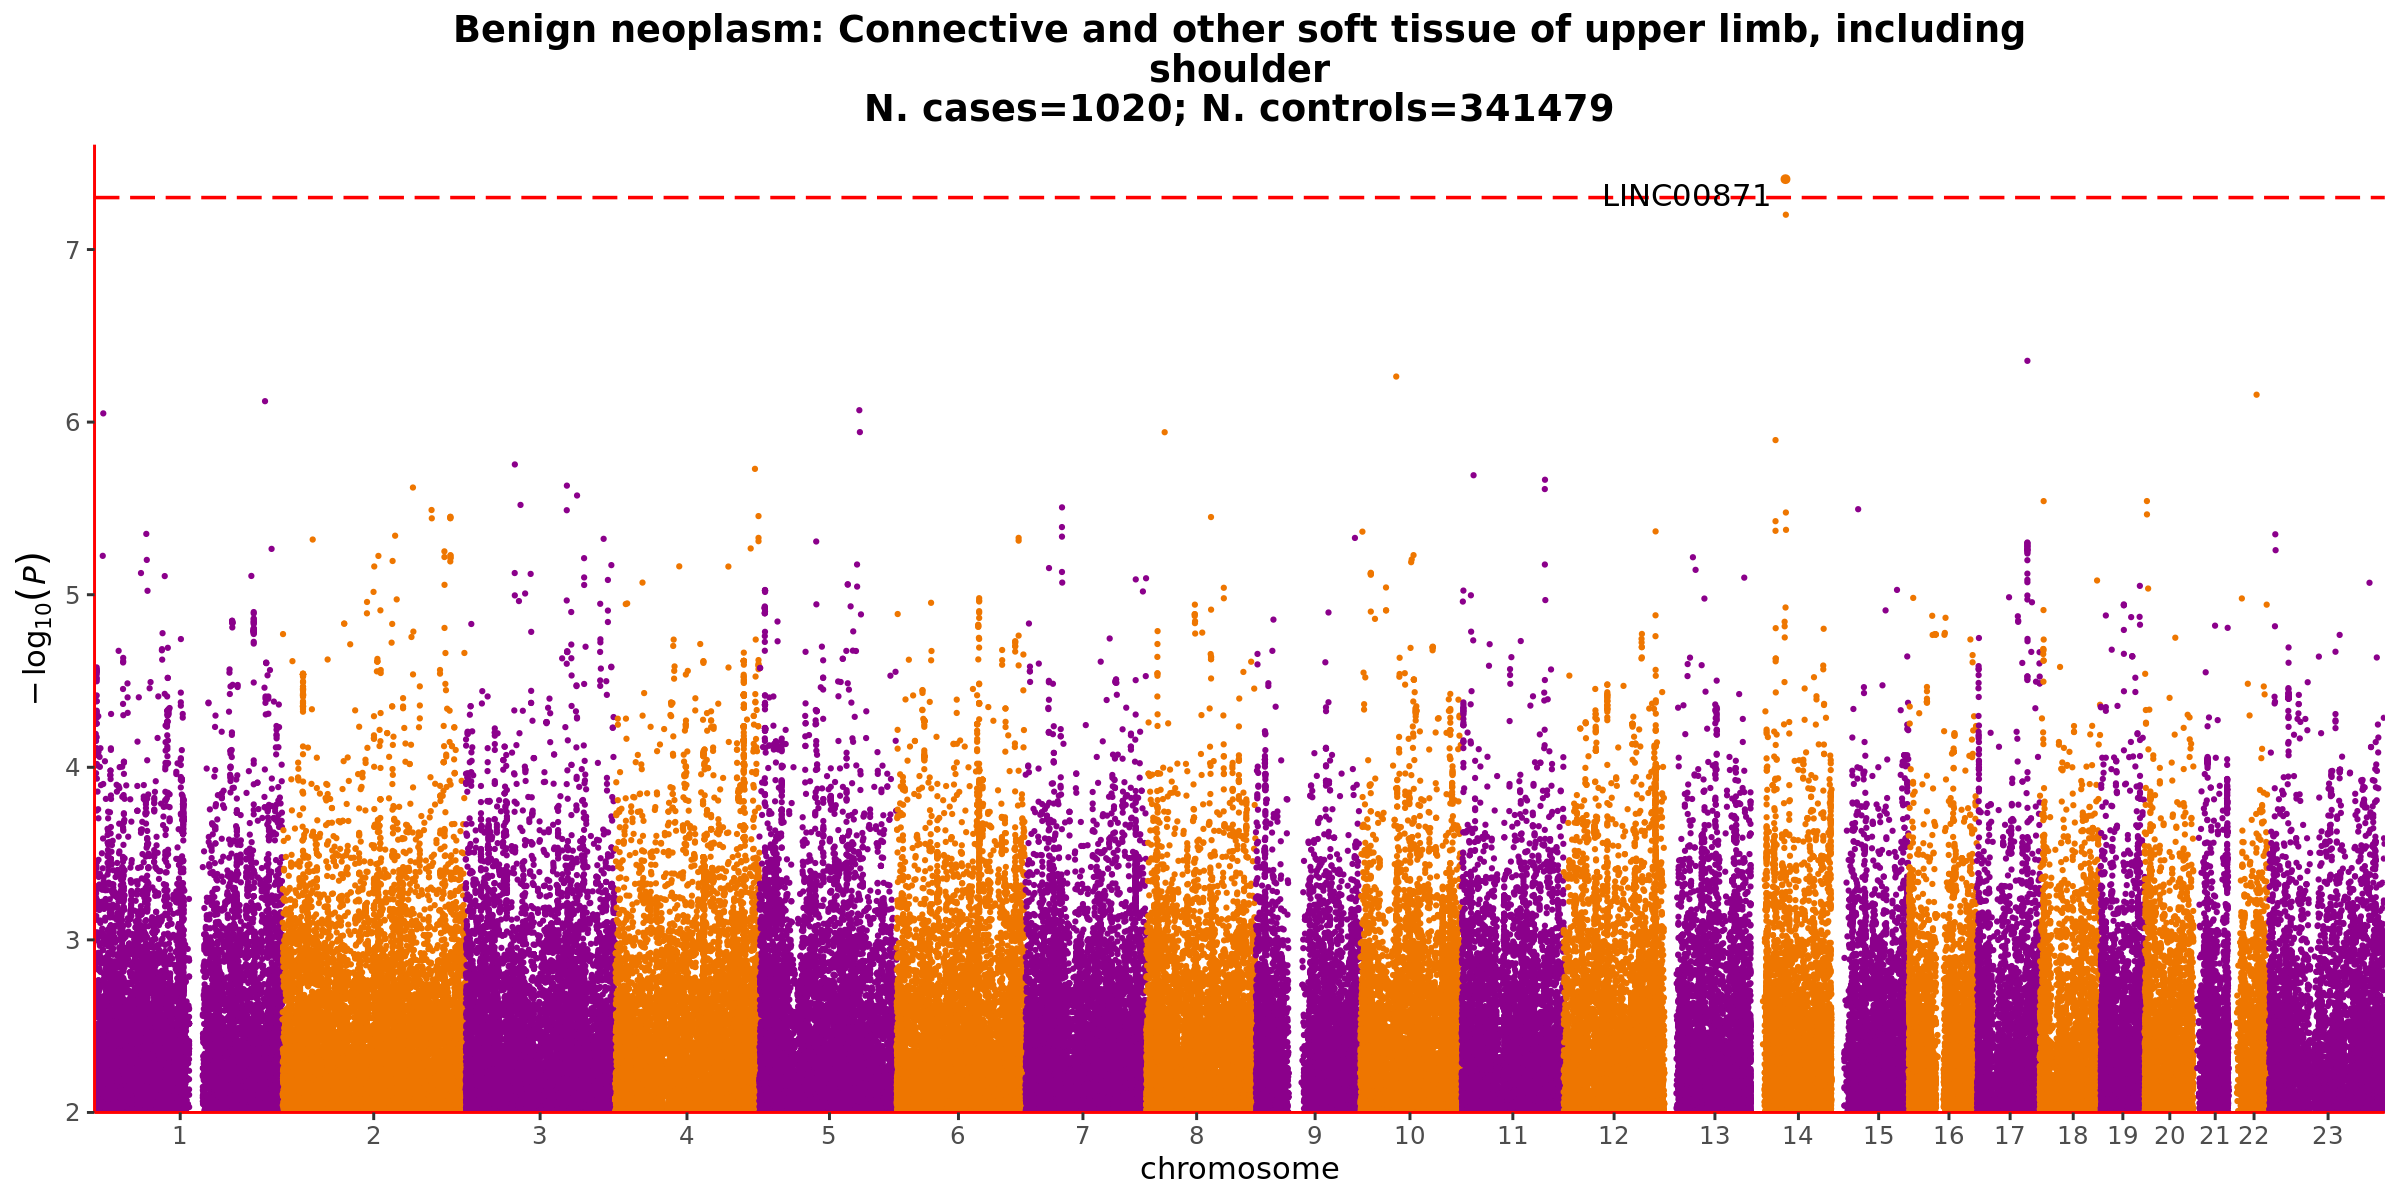 Benign neoplasm: Connective and other soft tissue of upper limb, including
shoulder
N. cases=1020; N. controls=341479
LINC00871
7
6
5
4
3
2
−log10(P)
1 2 3 4 5 6 7 8 9 10 11 12 13 14 15 16 17 18 19 20 21 22 23
chromosome